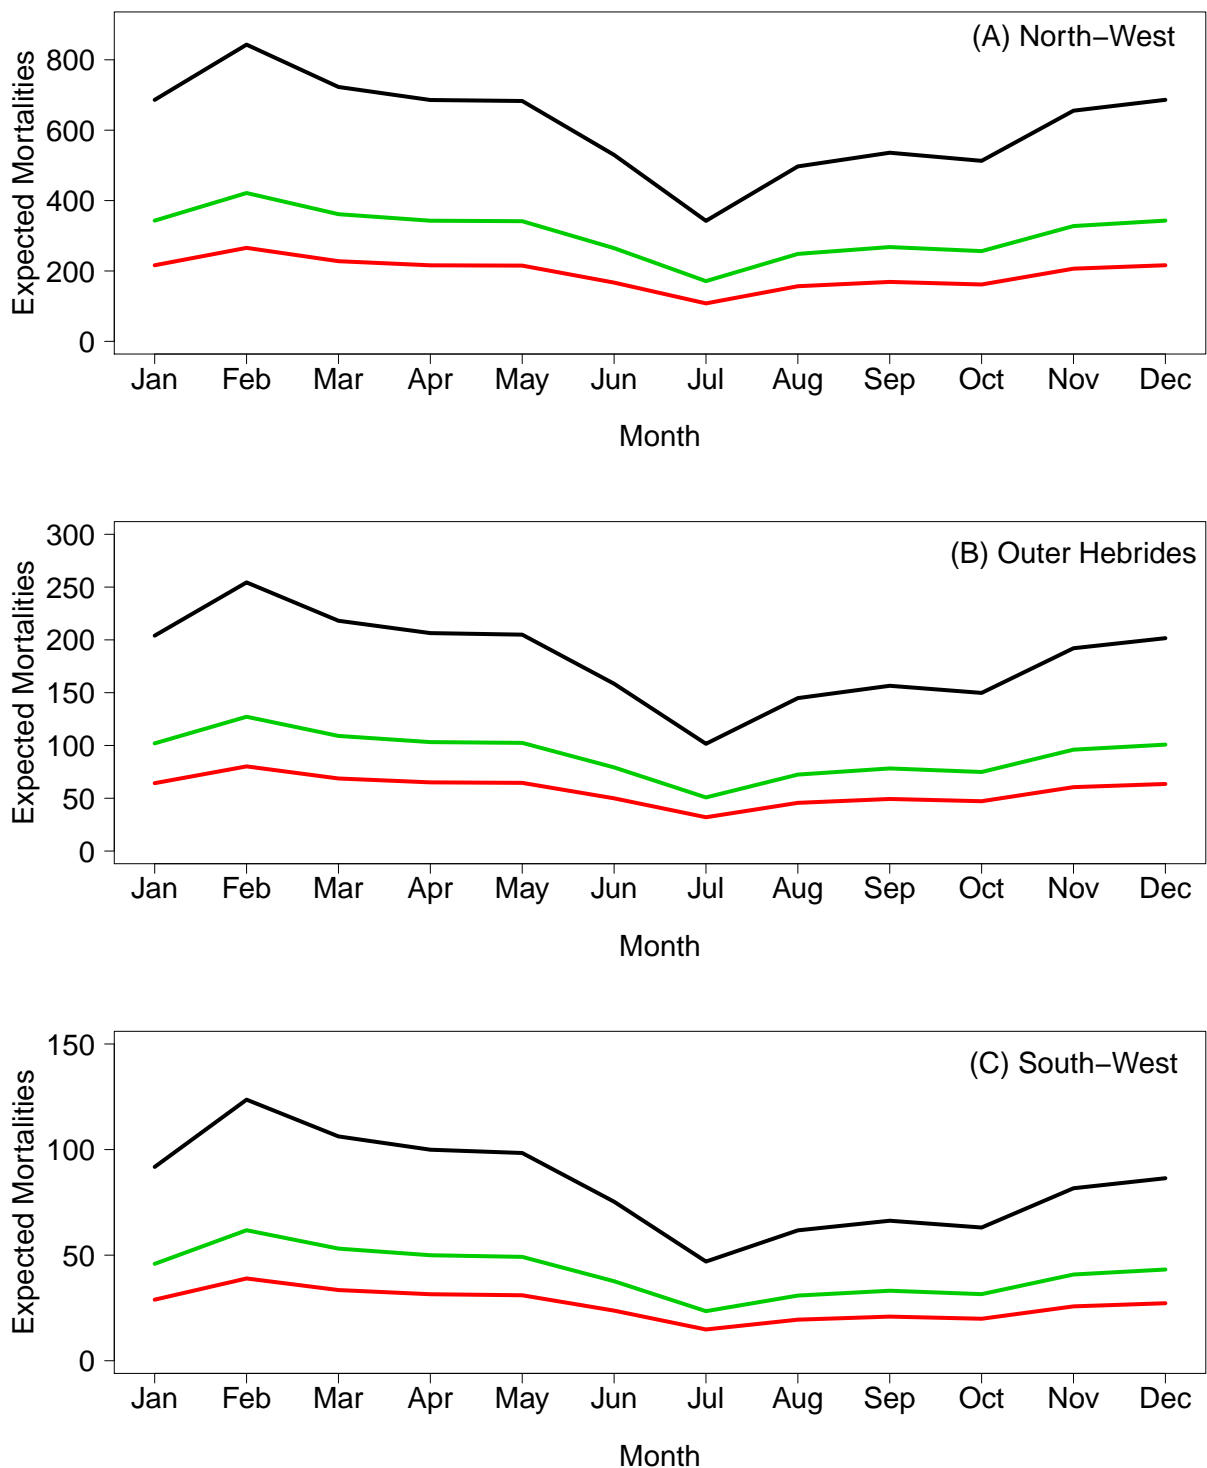 (A) North−West
Expected Mortalities
800
600
400
200
0
Jan Feb Mar Apr May Jun Jul Aug Sep Oct Nov Dec
Month
(B) Outer Hebrides
Expected Mortalities
300
250
200
150
100
50
0
Jan Feb Mar Apr May Jun Jul Aug Sep Oct Nov Dec
Month
(C) South−West
Expected Mortalities
150
100
50
0
Jan Feb Mar Apr May Jun Jul Aug Sep Oct Nov Dec
Month